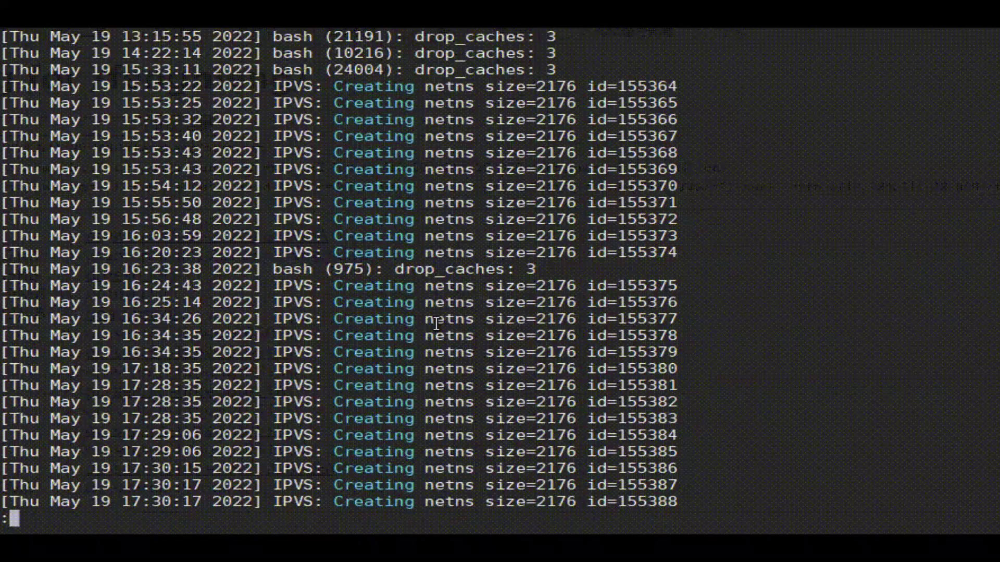 [Thu May 19 13:15:55 2022] bash (21191): drop_caches: 3
[Thu May 19 14:22:14 2022] bash (10216): drop_caches: 3
[Thu May 19 15:33:11 2022] bash (24004): drop_caches: 3
[Thu May 19 15:53:22 2022] IPVS: Creating netns size=2176 id=155364
[Thu May 19 15:53:25 2022] IPVS: Creating netns size=2176 id=155365
[Thu May 19 15:53:32 2022] IPVS: Creating netns size=2176 id=155366
[Thu May 19 15:53:40 2022] IPVS: Creating netns size=2176 id=155367
[Thu May 19 15:53:43 2022] IPVS: Creating netns size=2176 id=155368
[Thu May 19 15:53:43 2022] IPVS: Creating netns size=2176 id=155369
[Thu May 19 15:54:12 2022] IPVS: Creating netns size=2176 id=155370
[Thu May 19 15:55:50 2022] IPVS: Creating netns size=2176 id=155371
[Thu May 19 15:56:48 2022] IPVS: Creating netns size=2176 id=155372
[Thu May 19 16:03:59 2022] IPVS: Creating netns size=2176 id=155373
[Thu May 19 16:20:23 2022] IPVS: Creating netns size=2176 id=155374
[Thu May 19 16:23:38 2022] bash (975): drop_caches: 3
[Thu May 19 16:24:43 2022] IPVS: Creating netns size=2176 id=155375
[Thu May 19 16:25:14 2022] IPVS: Creating netns size=2176 id=155376
[Thu May 19 16:34:26 2022] IPVS: Creating netns size=2176 id=155377
[Thu May 19 16:34:35 2022] IPVS: Creating netns size=2176 id=155378
[Thu May 19 16:34:35 2022] IPVS: Creating netns size=2176 id=155379
[Thu May 19 17:18:35 2022] IPVS: Creating netns size=2176 id=155380
[Thu May 19 17:28:35 2022] IPVS: Creating netns size=2176 id=155381
[Thu May 19 17:28:35 2022] IPVS: Creating netns size=2176 id=155382
[Thu May 19 17:28:35 2022] IPVS: Creating netns size=2176 id=155383
[Thu May 19 17:29:06 2022] IPVS: Creating netns size=2176 id=155384
[Thu May 19 17:29:06 2022] IPVS: Creating netns size=2176 id=155385
[Thu May 19 17:30:15 2022] IPVS: Creating netns size=2176 id=155386
[Thu May 19 17:30:17 2022] IPVS: Creating netns size=2176 id=155387
[Thu May 19 17:30:17 2022] IPVS: Creating netns size=2176 id=155388
: